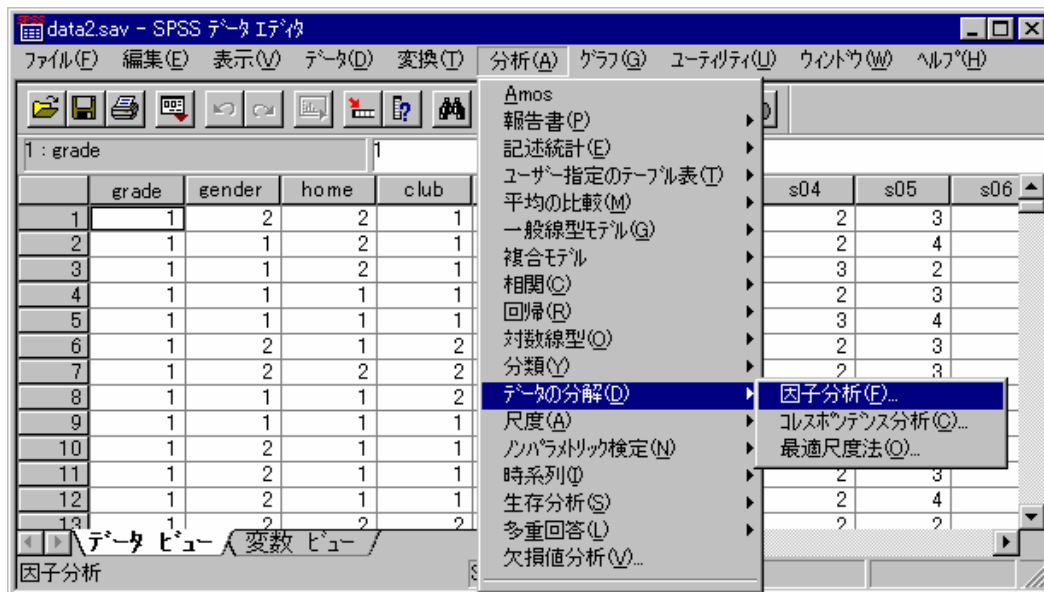 data2.sav - SPSS データ エディタ
ファイル(F) 編集(E) 表示(V) データ(D) 変換(T) 分析(A) グラフ(G) ユーティリティ(U) ウィンドウ(W) ヘルプ(H)
1 : grade 1
Amos
報告書(P)
記述統計(E)
ユーザー指定のテーブル表(T)
平均の比較(M)
一般線型モデル(G)
複合モデル
相関(C)
回帰(R)
対数線型(O)
分類(Y)
データの分解(D)
尺度(A)
ノンパラメトリック検定(N)
時系列(I)
生存分析(S)
多重回答(L)
欠損値分析(V)...
因子分析(F)...
コレスポンデンス分析(C)...
最適尺度法(O)...
grade gender home club s04 s05 s06
1 1 2 2 1 2 3
2 1 1 2 1 2 4
3 1 1 2 1 3 2
4 1 1 1 1 2 3
5 1 1 1 1 3 4
6 1 2 1 2 2 3
7 1 2 2 2 2 3
8 1 1 1 2
9 1 1 1 1
10 1 2 1 1
11 1 2 1 1 2 3
12 1 2 1 1 2 4
13 1 2 2 2 2 2
データ ビュー 変数 ビュー
因子分析